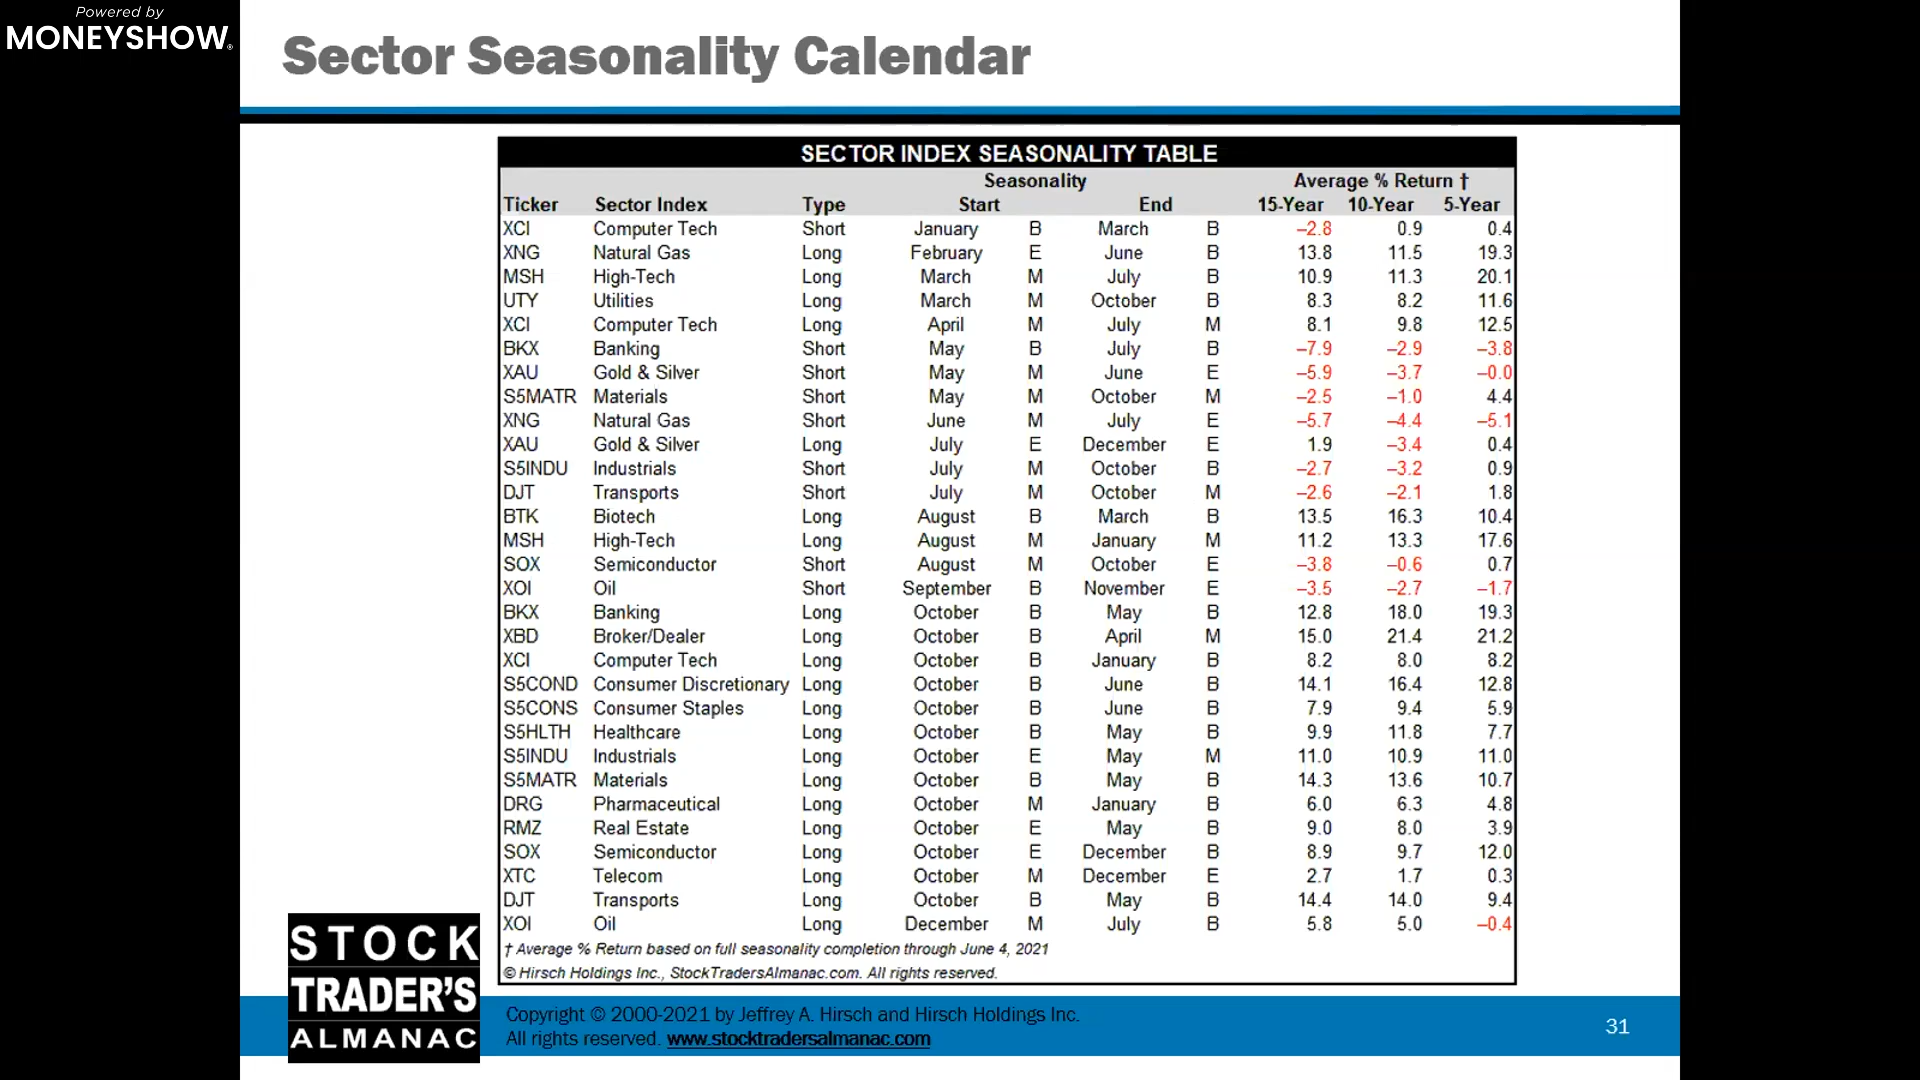 Powered by
MONEYSHOW®
Sector Seasonality Calendar
SECTOR INDEX SEASONALITY TABLE
Seasonality Average % Return †
Ticker Sector Index Type Start End 15-Year 10-Year 5-Year
XCI Computer Tech Short January B March B –2.8 0.9 0.4
XNG Natural Gas Long February E June B 13.8 11.5 19.3
MSH High-Tech Long March M July B 10.9 11.3 20.1
UTY Utilities Long March M October B 8.3 8.2 11.6
XCI Computer Tech Long April M July M 8.1 9.8 12.5
BKX Banking Short May B July B –7.9 –2.9 –3.8
XAU Gold & Silver Short May M June E –5.9 –3.7 –0.0
S5MATR Materials Short May M October M –2.5 –1.0 4.4
XNG Natural Gas Short June M July E –5.7 –4.4 –5.1
XAU Gold & Silver Long July E December E 1.9 –3.4 0.4
S5INDU Industrials Short July M October B –2.7 –3.2 0.9
DJT Transports Short July M October M –2.6 –2.1 1.8
BTK Biotech Long August B March B 13.5 16.3 10.4
MSH High-Tech Long August M January M 11.2 13.3 17.6
SOX Semiconductor Short August M October E –3.8 –0.6 0.7
XOI Oil Short September B November E –3.5 –2.7 –1.7
BKX Banking Long October B May B 12.8 18.0 19.3
XBD Broker/Dealer Long October B April M 15.0 21.4 21.2
XCI Computer Tech Long October B January B 8.2 8.0 8.2
S5COND Consumer Discretionary Long October B June B 14.1 16.4 12.8
S5CONS Consumer Staples Long October B June B 7.9 9.4 5.9
S5HLTH Healthcare Long October B May B 9.9 11.8 7.7
S5INDU Industrials Long October E May M 11.0 10.9 11.0
S5MATR Materials Long October B May B 14.3 13.6 10.7
DRG Pharmaceutical Long October M January B 6.0 6.3 4.8
RMZ Real Estate Long October E May B 9.0 8.0 3.9
SOX Semiconductor Long October E December B 8.9 9.7 12.0
XTC Telecom Long October M December E 2.7 1.7 0.3
DJT Transports Long October B May B 14.4 14.0 9.4
XOI Oil Long December M July B 5.8 5.0 –0.4
† Average % Return based on full seasonality completion through June 4, 2021
© Hirsch Holdings Inc., StockTradersAlmanac.com. All rights reserved.
STOCK
TRADER'S
ALMANAC
Copyright © 2000-2021 by Jeffrey A. Hirsch and Hirsch Holdings Inc.
All rights reserved. www.stocktradersalmanac.com
31